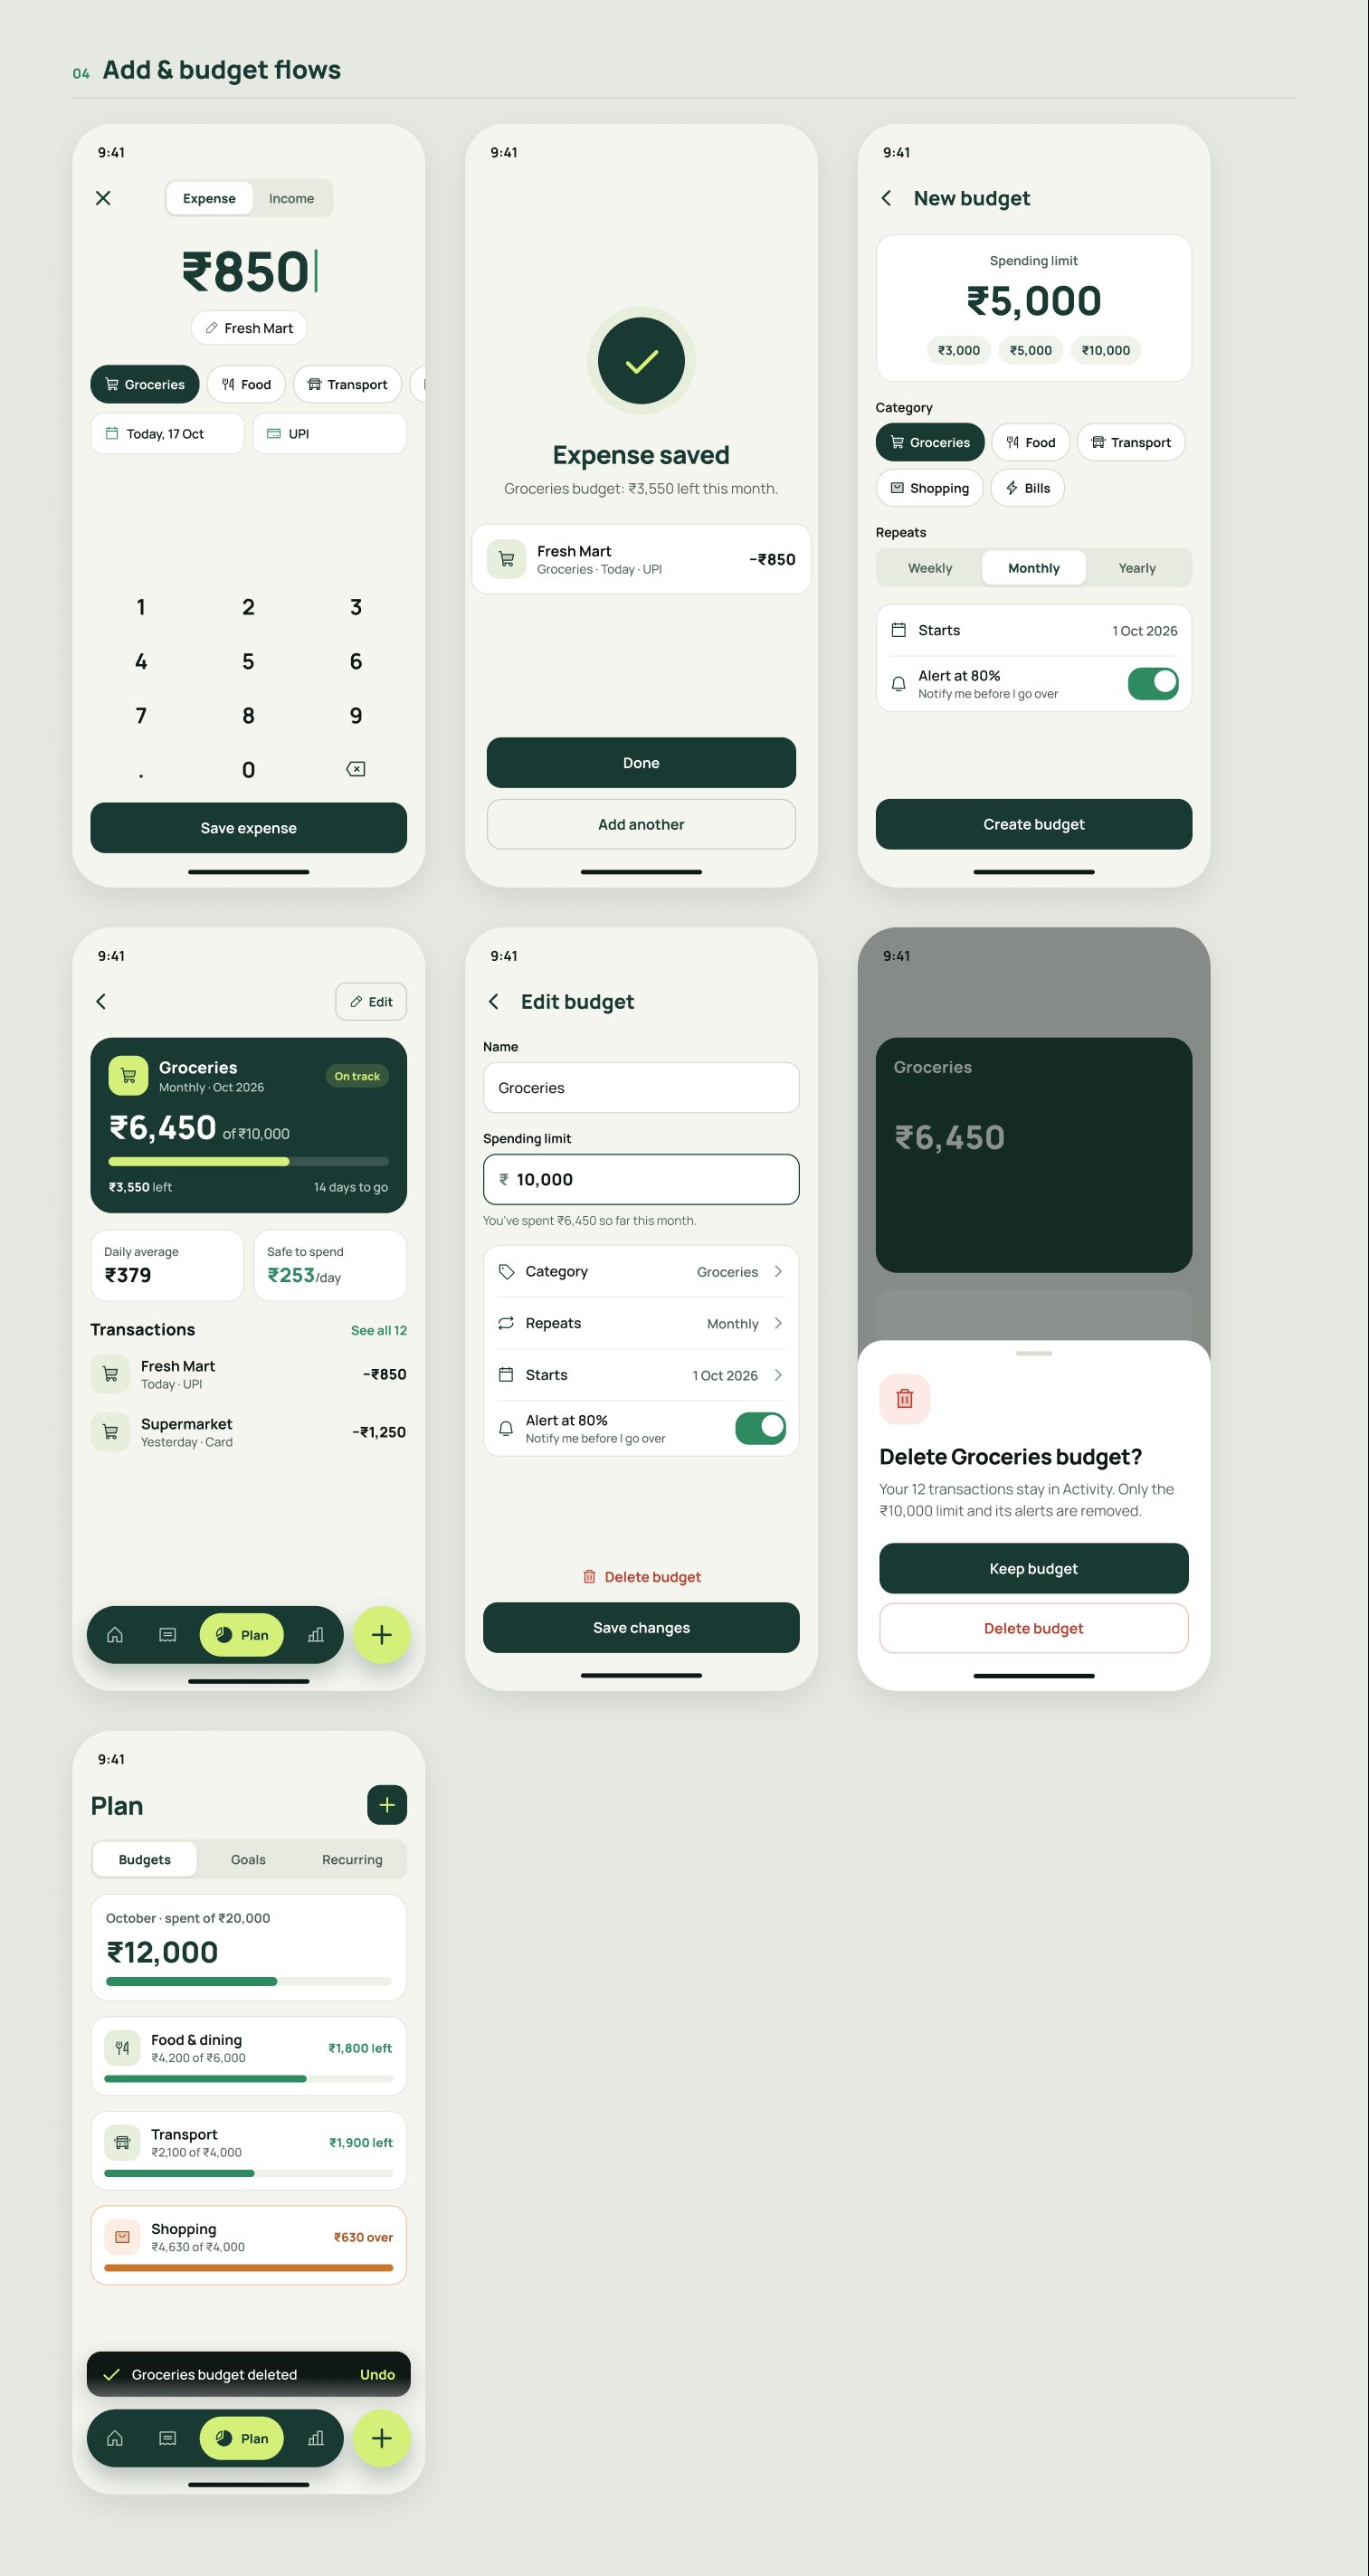 04 Add & budget flows
9:41
Expense Income
₹850
Fresh Mart
Groceries Food Transport
Today, 17 Oct UPI
1 2 3
4 5 6
7 8 9
. 0
Save expense
9:41
Expense saved
Groceries budget: ₹3,550 left this month.
Fresh Mart
Groceries · Today · UPI
−₹850
Done
Add another
9:41
New budget
Spending limit
₹5,000
₹3,000 ₹5,000 ₹10,000
Category
Groceries Food Transport
Shopping Bills
Repeats
Weekly Monthly Yearly
Starts 1 Oct 2026
Alert at 80%
Notify me before I go over
Create budget
9:41
Edit
Groceries
Monthly · Oct 2026
On track
₹6,450 of ₹10,000
₹3,550 left 14 days to go
Daily average
₹379
Safe to spend
₹253/day
Transactions See all 12
Fresh Mart
Today · UPI
−₹850
Supermarket
Yesterday · Card
−₹1,250
Plan
9:41
Edit budget
Name
Groceries
Spending limit
₹ 10,000
You've spent ₹6,450 so far this month.
Category Groceries
Repeats Monthly
Starts 1 Oct 2026
Alert at 80%
Notify me before I go over
Delete budget
Save changes
9:41
Groceries
₹6,450
Delete Groceries budget?
Your 12 transactions stay in Activity. Only the
₹10,000 limit and its alerts are removed.
Keep budget
Delete budget
9:41
Plan
Budgets Goals Recurring
October · spent of ₹20,000
₹12,000
Food & dining
₹4,200 of ₹6,000
₹1,800 left
Transport
₹2,100 of ₹4,000
₹1,900 left
Shopping
₹4,630 of ₹4,000
₹630 over
Groceries budget deleted Undo
Plan